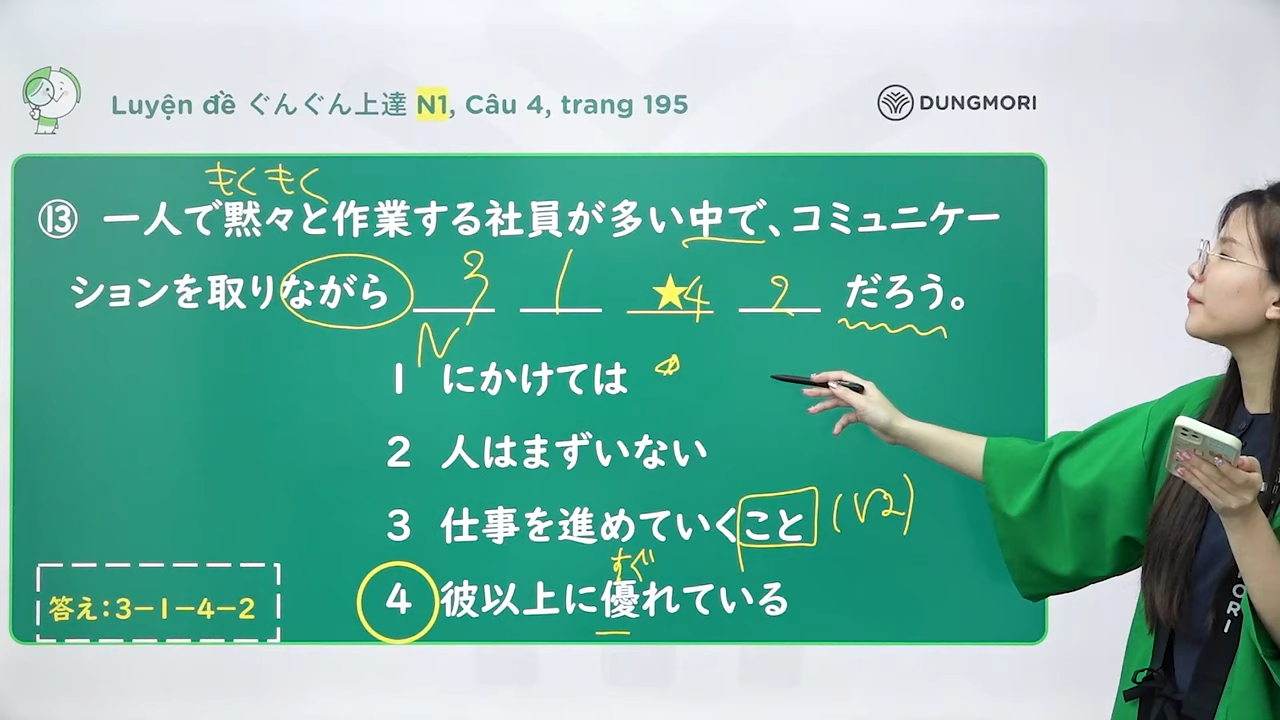 Luyện đề ぐんぐん上達 N1, Câu 4, trang 195
DUNGMORI
もくもく
⑬ 一人で黙々と作業する社員が多い中で、コミュニケー
ションを取りながら 3 1 ★4 2 だろう。
N
1 にかけては
2 人はまずいない
3 仕事を進めていくこと (V2)
すぐ
4 彼以上に優れている
答え:3-1-4-2
ORI